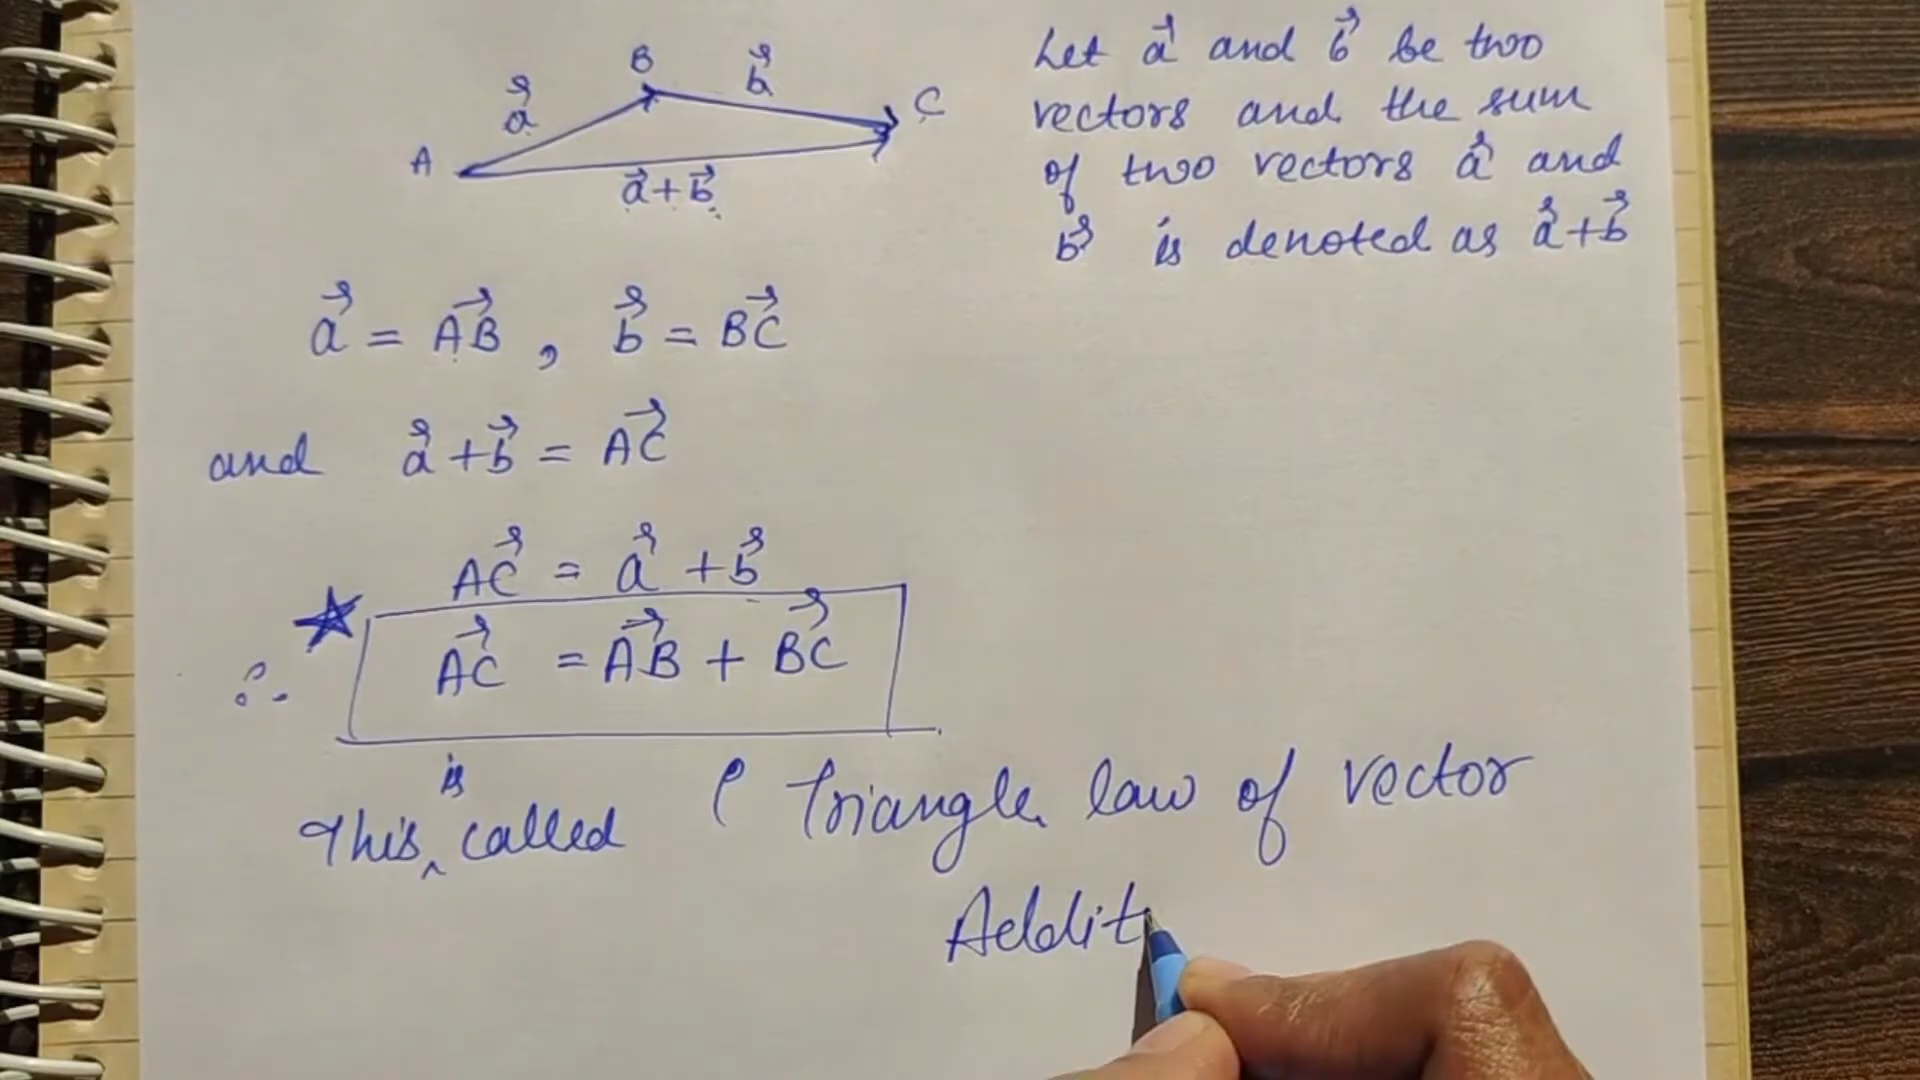 B
b⃗
C
a⃗
A
a⃗+b⃗
Let a⃗ and b⃗ be two
vectors and the sum
of two vectors a⃗ and
b⃗ is denoted as a⃗+b⃗
a⃗ = AB⃗ , b⃗ = BC⃗
and a⃗+b⃗ = AC⃗
AC⃗ = a⃗ + b⃗
∴ AC⃗ = AB⃗ + BC⃗
This is called ( Triangle law of vector
Addit